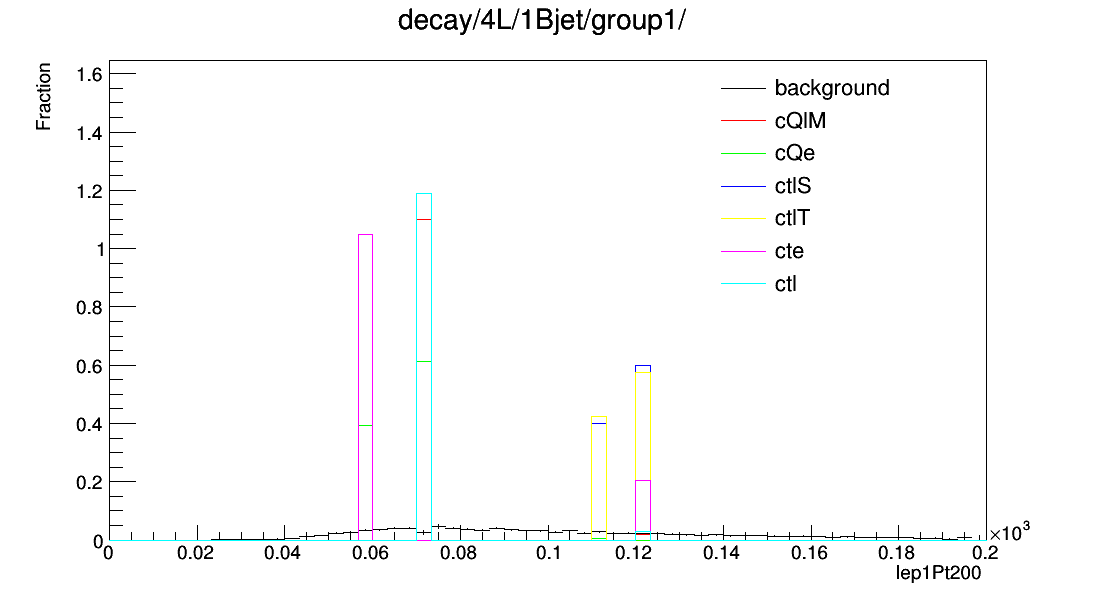 decay/4L/1Bjet/group1/
Fraction
1.6
1.4
1.2
1
0.8
0.6
0.4
0.2
0
background
cQlM
cQe
ctlS
ctlT
cte
ctl
0 0.02 0.04 0.06 0.08 0.1 0.12 0.14 0.16 0.18 0.2
×10³
lep1Pt200